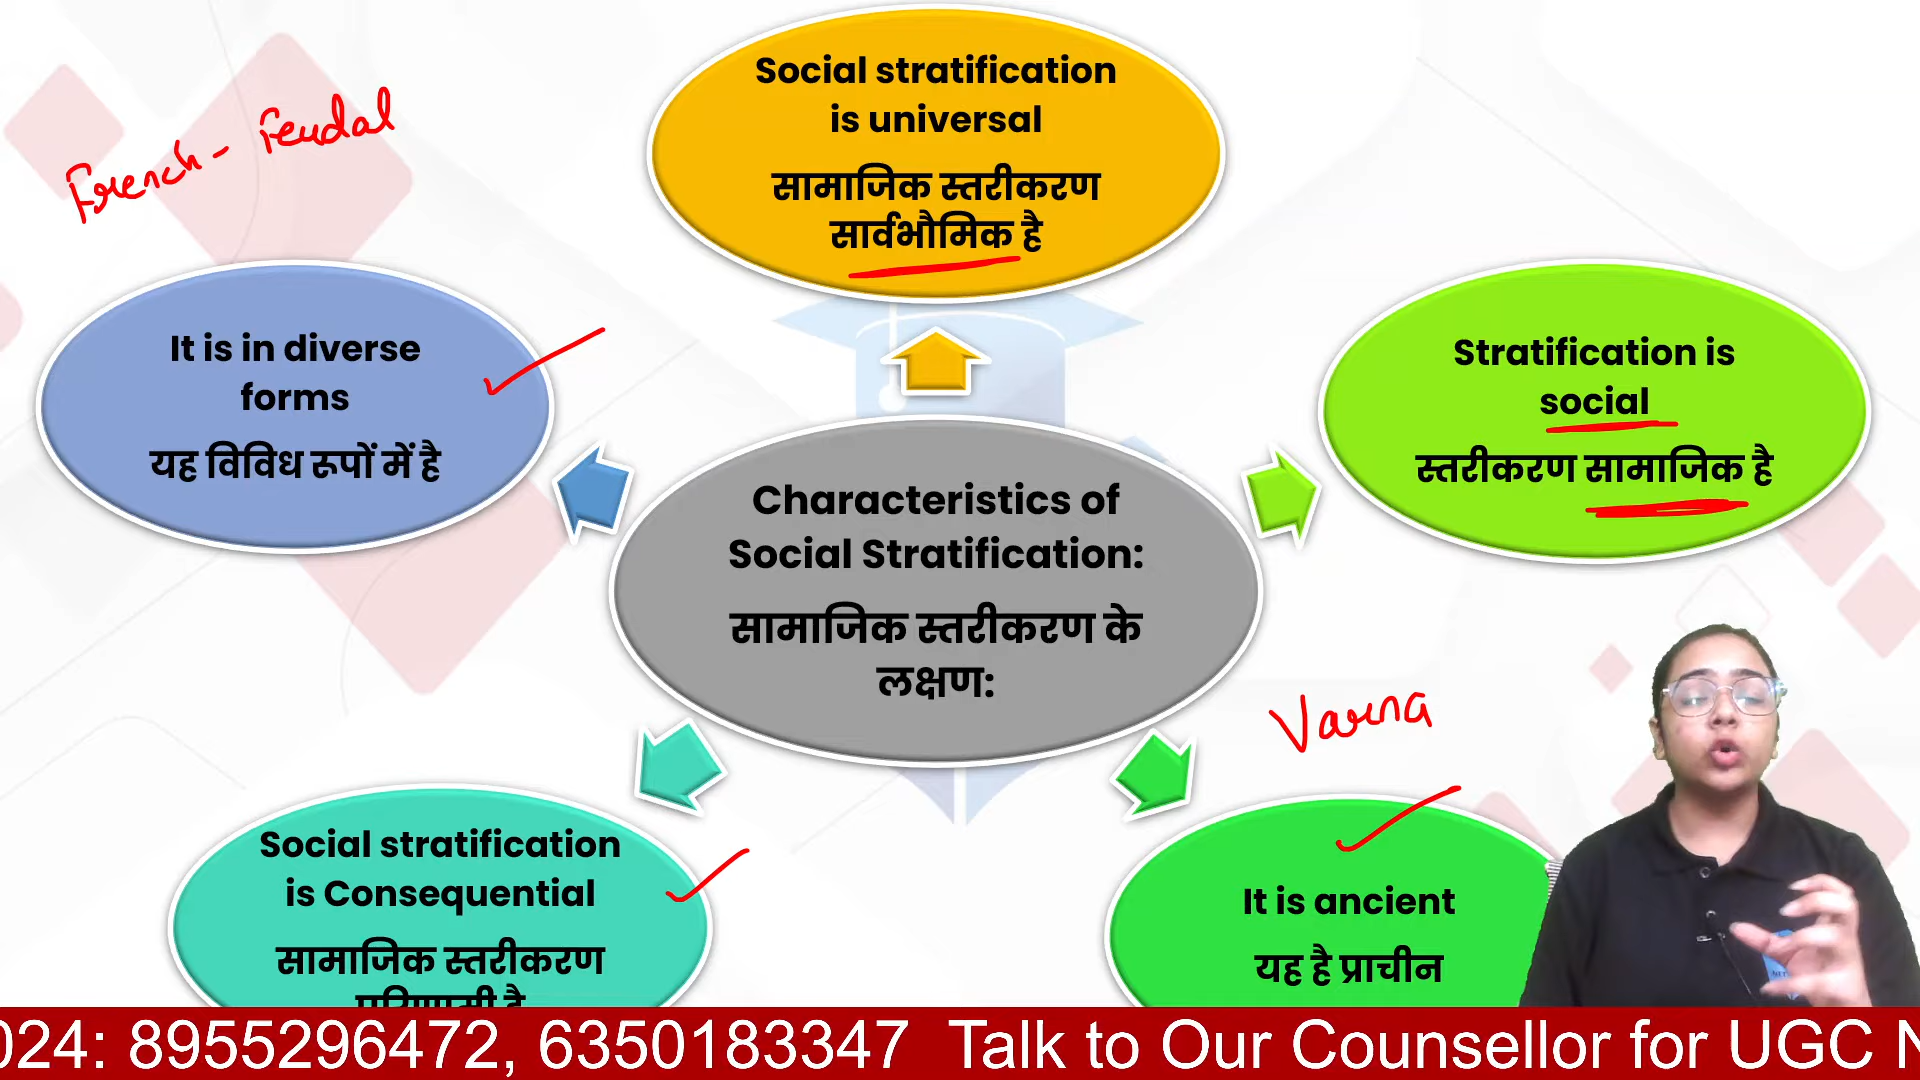 Social stratification
is universal
सामाजिक स्तरीकरण
सार्वभौमिक है
French - Feudal
It is in diverse
forms
यह विविध रूपों में है
Stratification is
social
स्तरीकरण सामाजिक है
Characteristics of
Social Stratification:
सामाजिक स्तरीकरण के
लक्षण:
Varna
Social stratification
is Consequential
सामाजिक स्तरीकरण
It is ancient
यह है प्राचीन
024: 8955296472, 6350183347 Talk to Our Counsellor for UGC N